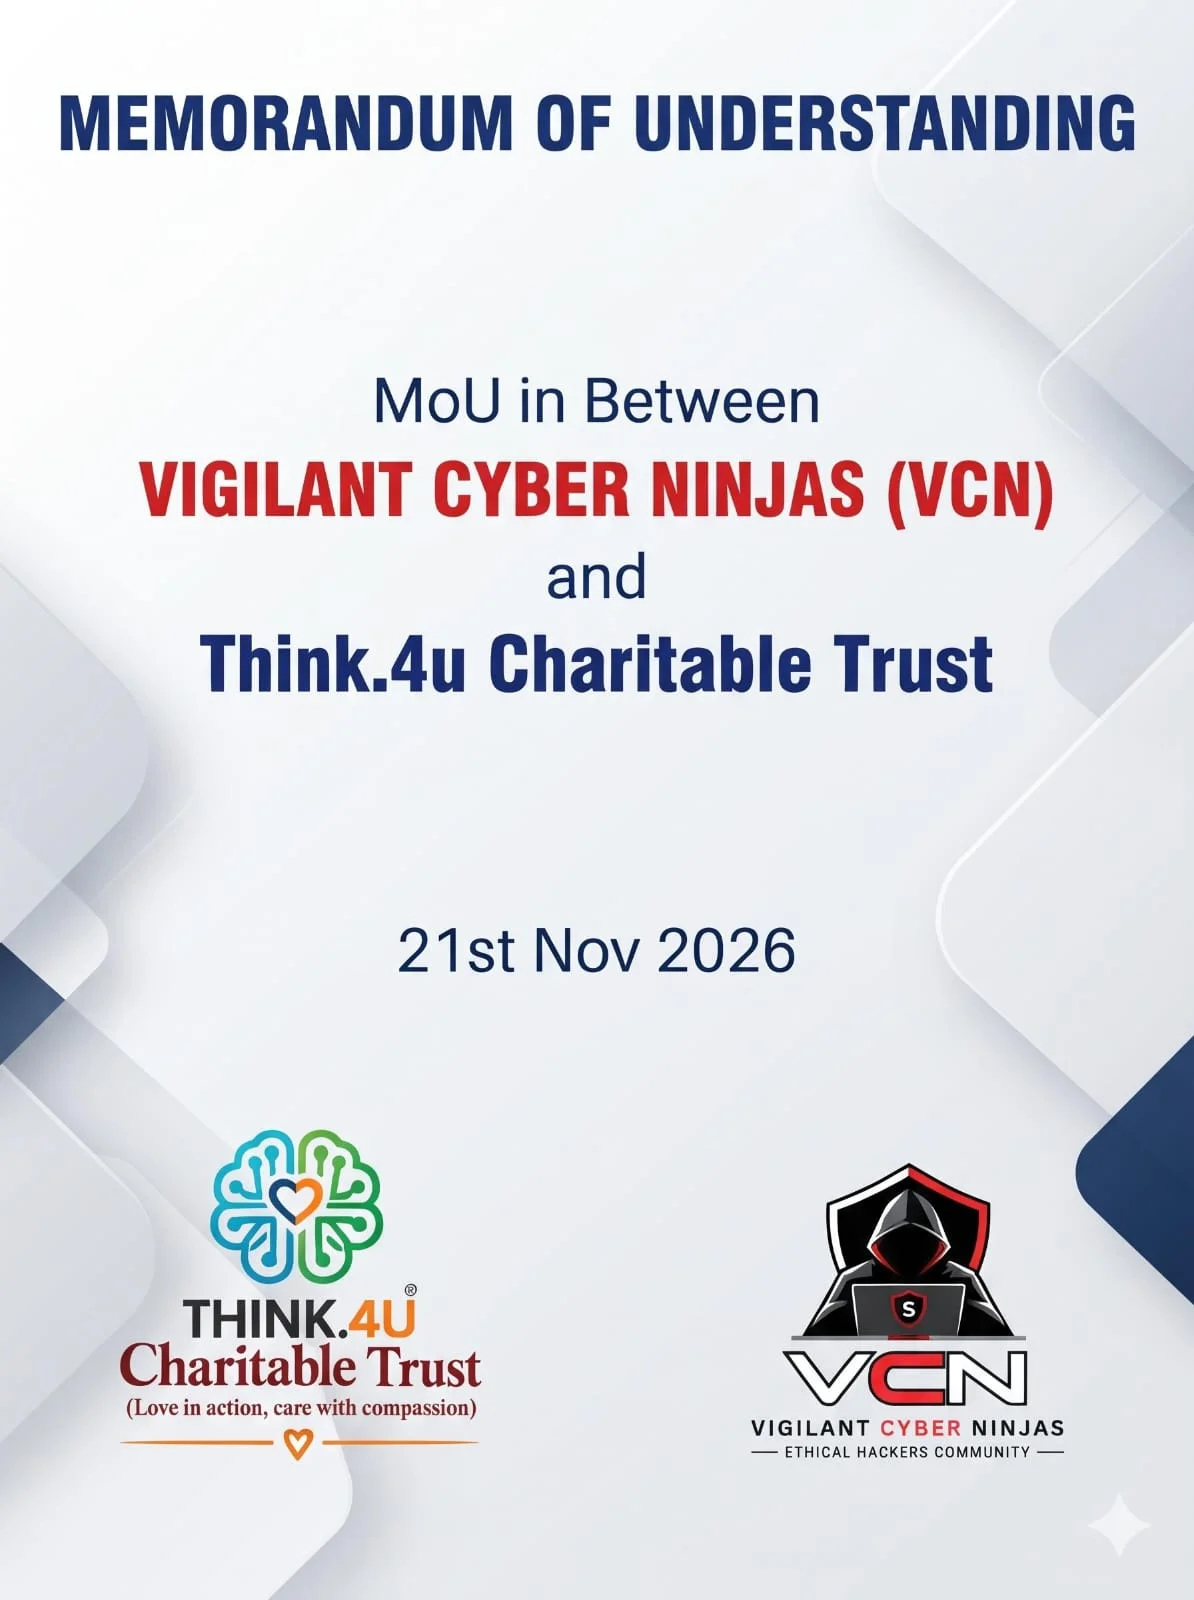 MEMORANDUM OF UNDERSTANDING
MoU in Between
VIGILANT CYBER NINJAS (VCN)
and
Think.4u Charitable Trust
21st Nov 2026
THINK.4U®
Charitable Trust
(Love in action, care with compassion)
S
VCN
VIGILANT CYBER NINJAS
ETHICAL HACKERS COMMUNITY